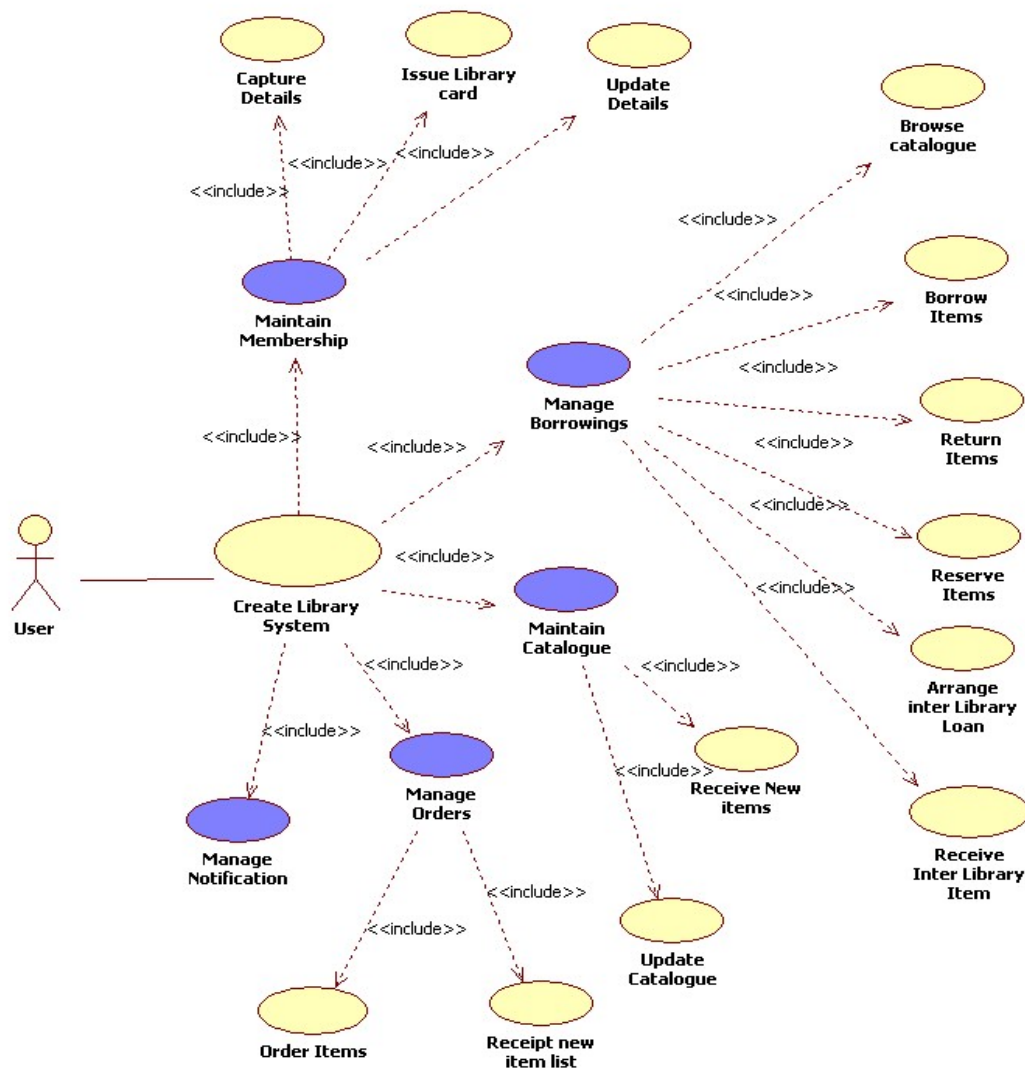 Capture
Details
Issue Library
card
Update
Details
Browse
catalogue
<<include>>
<<include>>
<<include>>
<<include>>
<<include>>
<<include>>
<<include>>
<<include>>
<<include>>
Borrow
Items
Maintain
Membership
Manage
Borrowings
Return
Items
<<include>>
<<include>>
Reserve
Items
<<include>>
User
Create Library
System
Maintain
Catalogue
Arrange
inter Library
Loan
<<include>>
<<include>>
<<include>>
<<include>>
Manage
Orders
Receive New
items
Manage
Notification
Receive
Inter Library
Item
<<include>>
<<include>>
Update
Catalogue
Order Items
Receipt new
item list